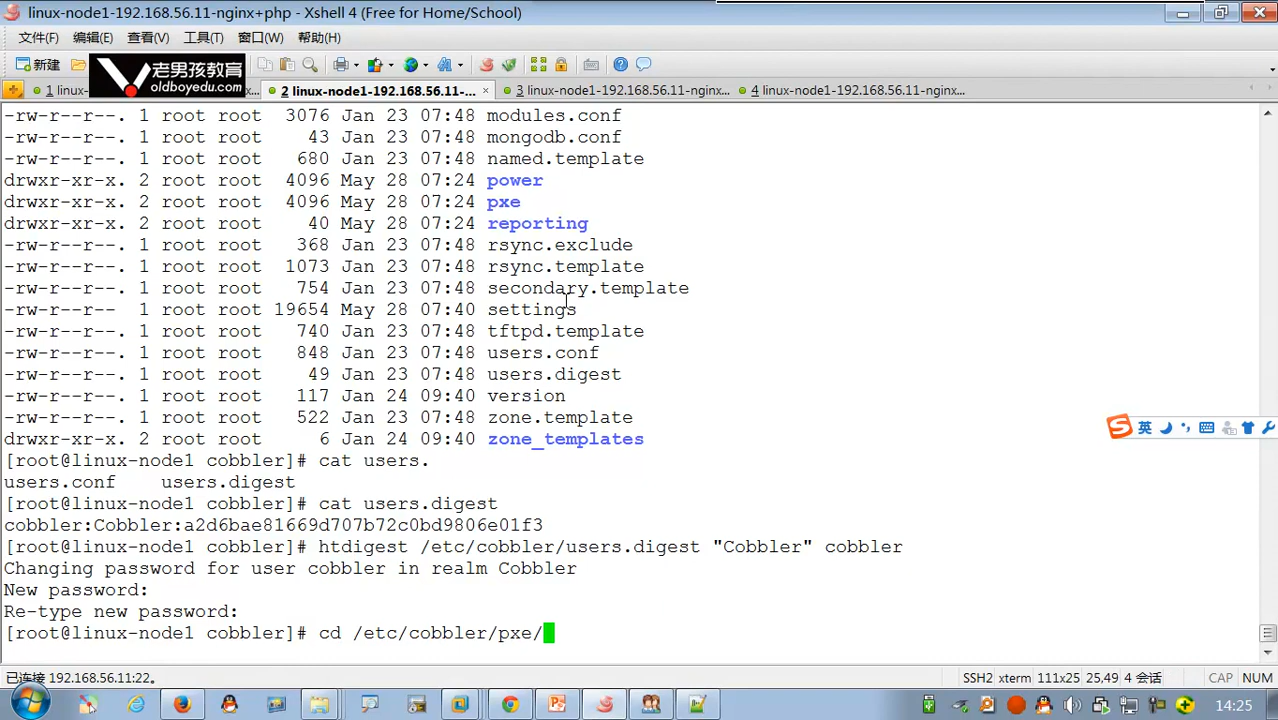 linux-node1-192.168.56.11-nginx+php - Xshell 4 (Free for Home/School)
文件(F) 编辑(E) 查看(V) 工具(T) 窗口(W) 帮助(H)
新建
老男孩教育
oldboyedu.com
1 linux-
2 linux-node1-192.168.56.11-...
3 linux-node1-192.168.56.11-nginx...
4 linux-node1-192.168.56.11-nginx...
-rw-r--r--. 1 root root 3076 Jan 23 07:48 modules.conf
-rw-r--r--. 1 root root 43 Jan 23 07:48 mongodb.conf
-rw-r--r--. 1 root root 680 Jan 23 07:48 named.template
drwxr-xr-x. 2 root root 4096 May 28 07:24 power
drwxr-xr-x. 2 root root 4096 May 28 07:24 pxe
drwxr-xr-x. 2 root root 40 May 28 07:24 reporting
-rw-r--r--. 1 root root 368 Jan 23 07:48 rsync.exclude
-rw-r--r--. 1 root root 1073 Jan 23 07:48 rsync.template
-rw-r--r--. 1 root root 754 Jan 23 07:48 secondary.template
-rw-r--r-- 1 root root 19654 May 28 07:40 settings
-rw-r--r--. 1 root root 740 Jan 23 07:48 tftpd.template
-rw-r--r--. 1 root root 848 Jan 23 07:48 users.conf
-rw-r--r--. 1 root root 49 Jan 23 07:48 users.digest
-rw-r--r--. 1 root root 117 Jan 24 09:40 version
-rw-r--r--. 1 root root 522 Jan 23 07:48 zone.template
drwxr-xr-x. 2 root root 6 Jan 24 09:40 zone_templates
[root@linux-node1 cobbler]# cat users.
users.conf users.digest
[root@linux-node1 cobbler]# cat users.digest
cobbler:Cobbler:a2d6bae81669d707b72c0bd9806e01f3
[root@linux-node1 cobbler]# htdigest /etc/cobbler/users.digest "Cobbler" cobbler
Changing password for user cobbler in realm Cobbler
New password:
Re-type new password:
[root@linux-node1 cobbler]# cd /etc/cobbler/pxe/
英
已连接 192.168.56.11:22。 SSH2 xterm 111x25 25,49 4 会话 CAP NUM
14:25